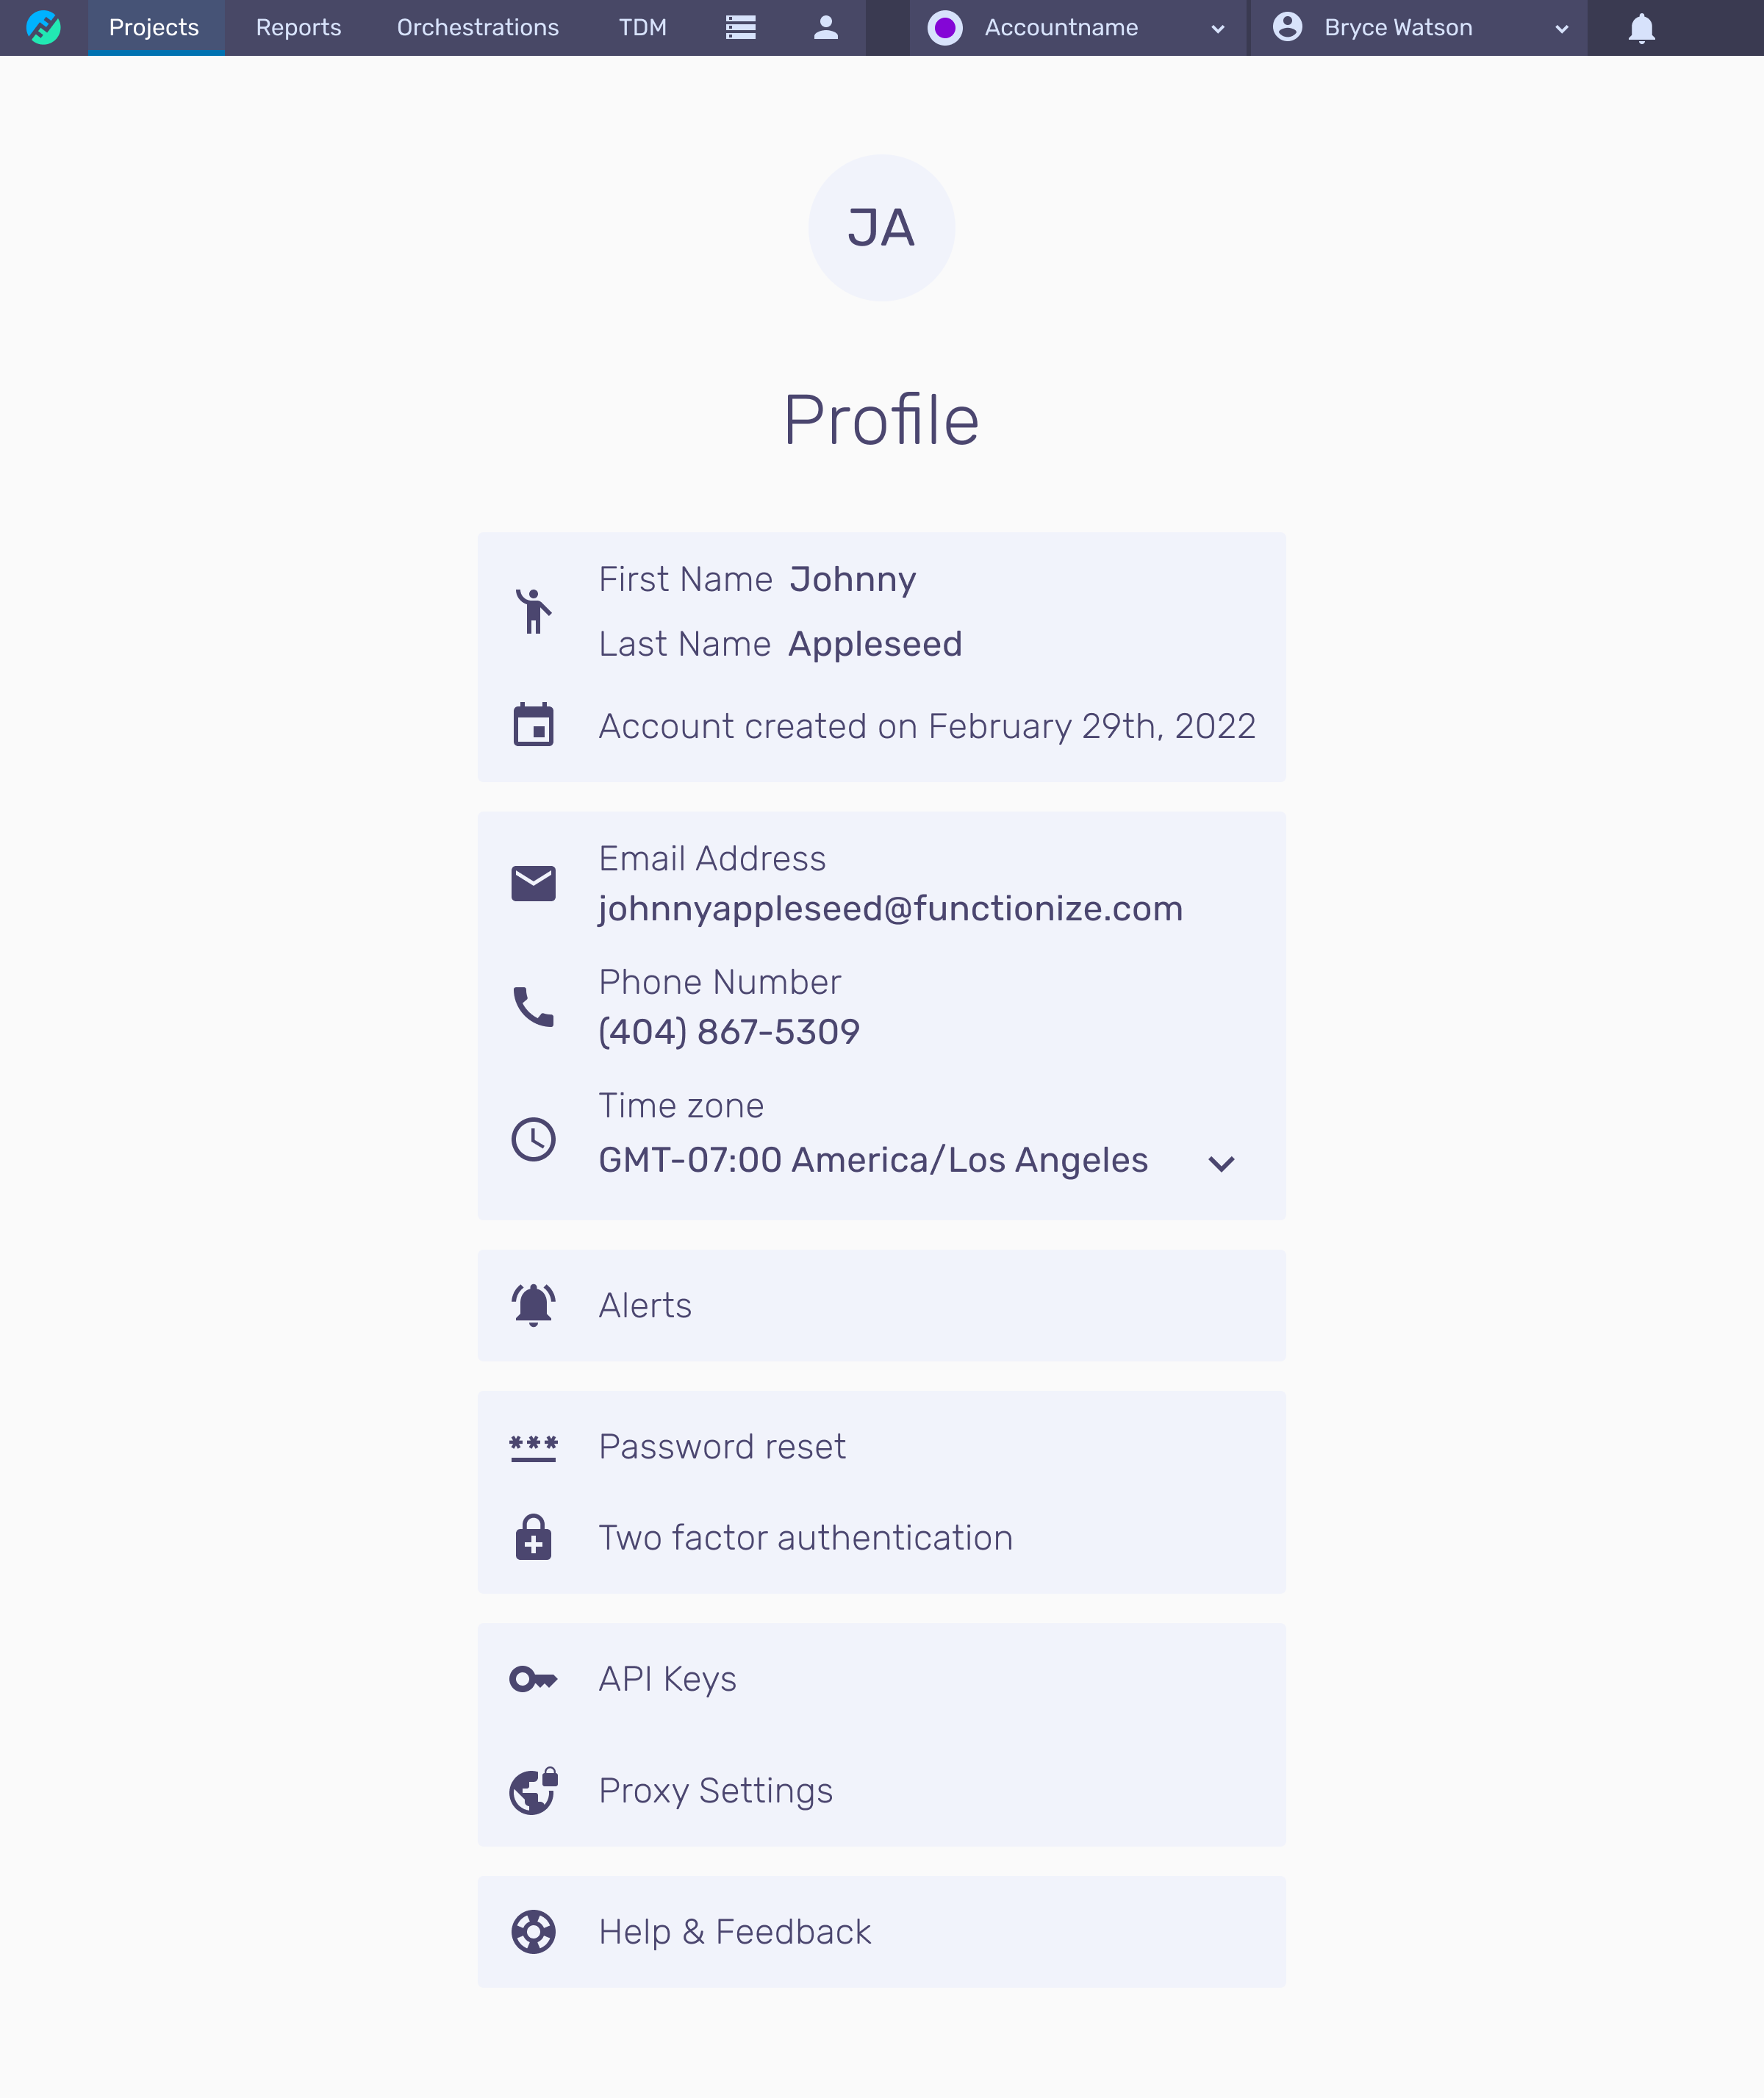 Projects Reports Orchestrations TDM Accountname Bryce Watson
JA
Profile
First Name Johnny
Last Name Appleseed
Account created on February 29th, 2022
Email Address
johnnyappleseed@functionize.com
Phone Number
(404) 867-5309
Time zone
GMT-07:00 America/Los Angeles
Alerts
Password reset
Two factor authentication
API Keys
Proxy Settings
Help & Feedback